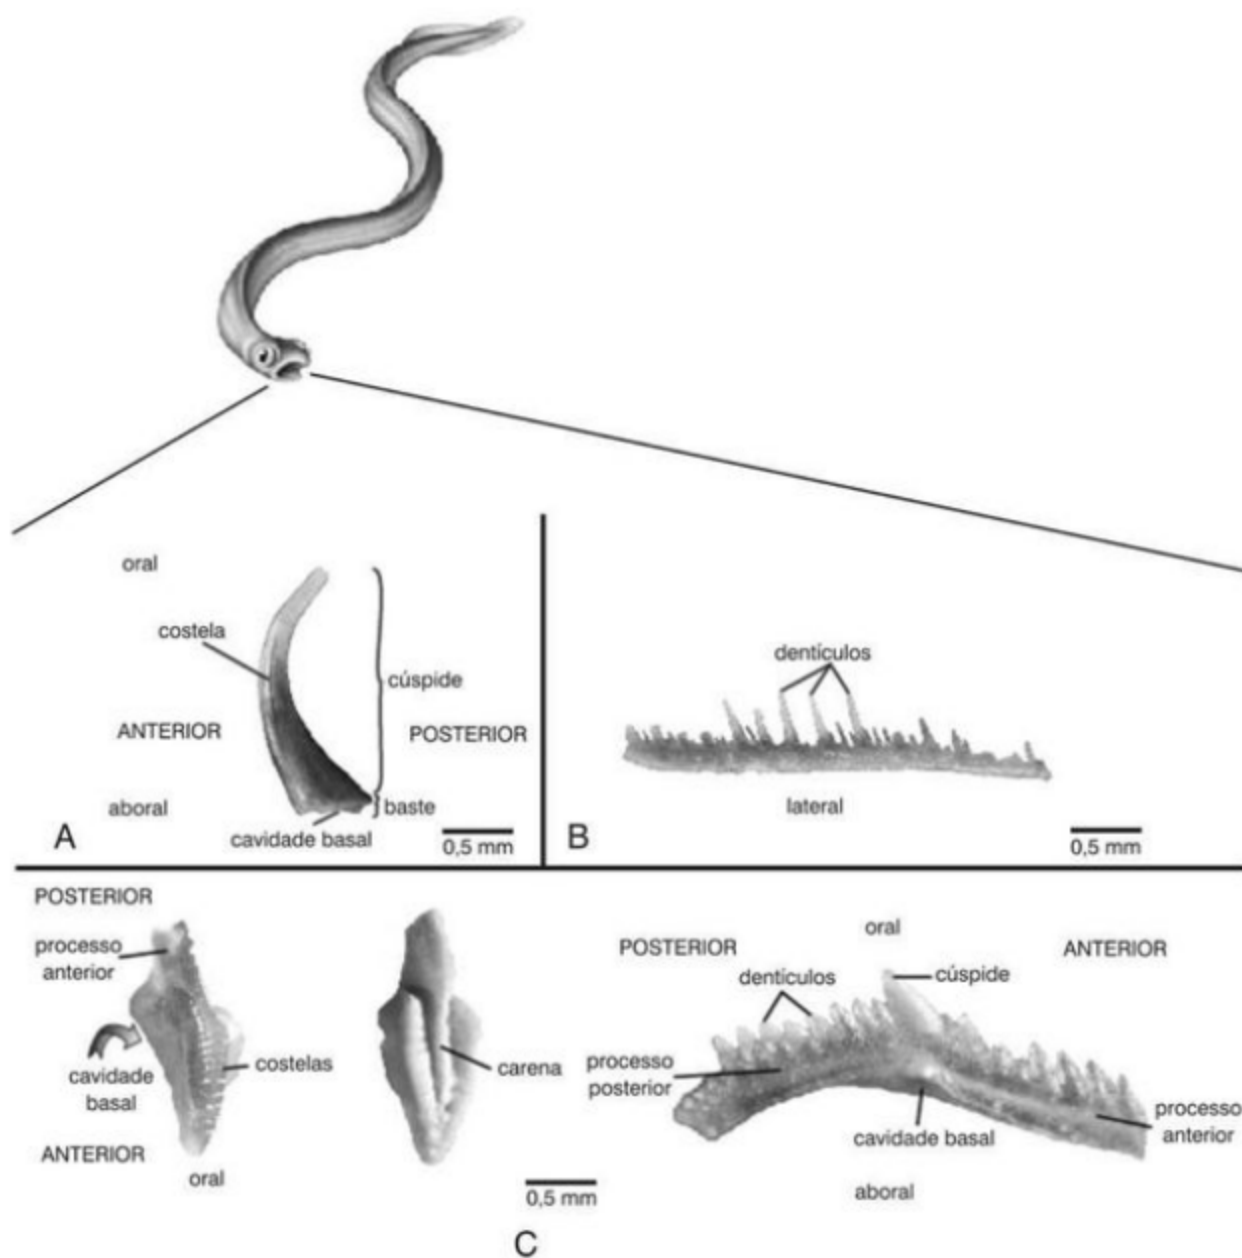 oral
costela
cúspide
ANTERIOR
POSTERIOR
aboral
baste
cavidade basal
A
0,5 mm
dentículos
lateral
B
0,5 mm
POSTERIOR
processo
anterior
cavidade
basal
costelas
ANTERIOR
oral
carena
0,5 mm
POSTERIOR
oral
ANTERIOR
dentículos
cúspide
processo
posterior
cavidade basal
processo
anterior
aboral
C